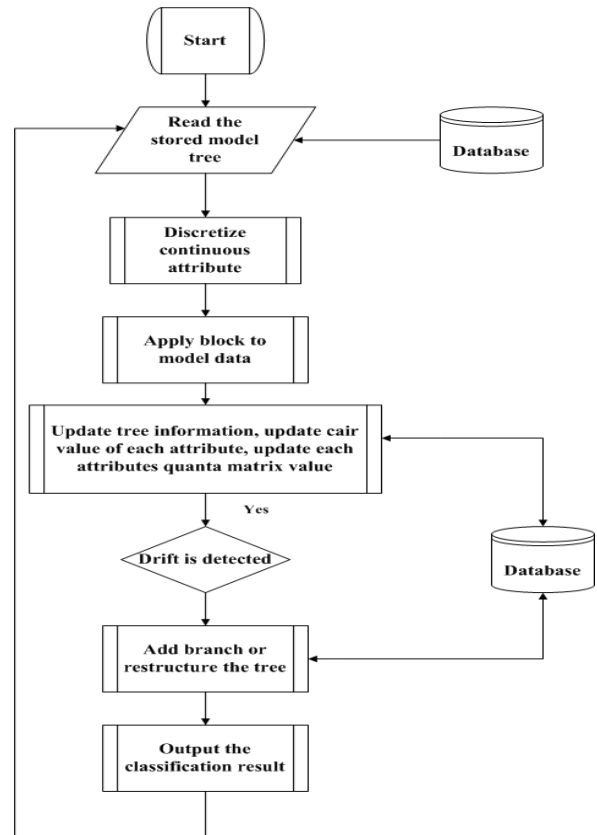 Start
Read the
stored model
tree
Database
Discretize
continuous
attribute
Apply block to
model data
Update tree information, update cair
value of each attribute, update each
attributes quanta matrix value
Yes
Drift is detected
Database
Add branch or
restructure the tree
Output the
classification result